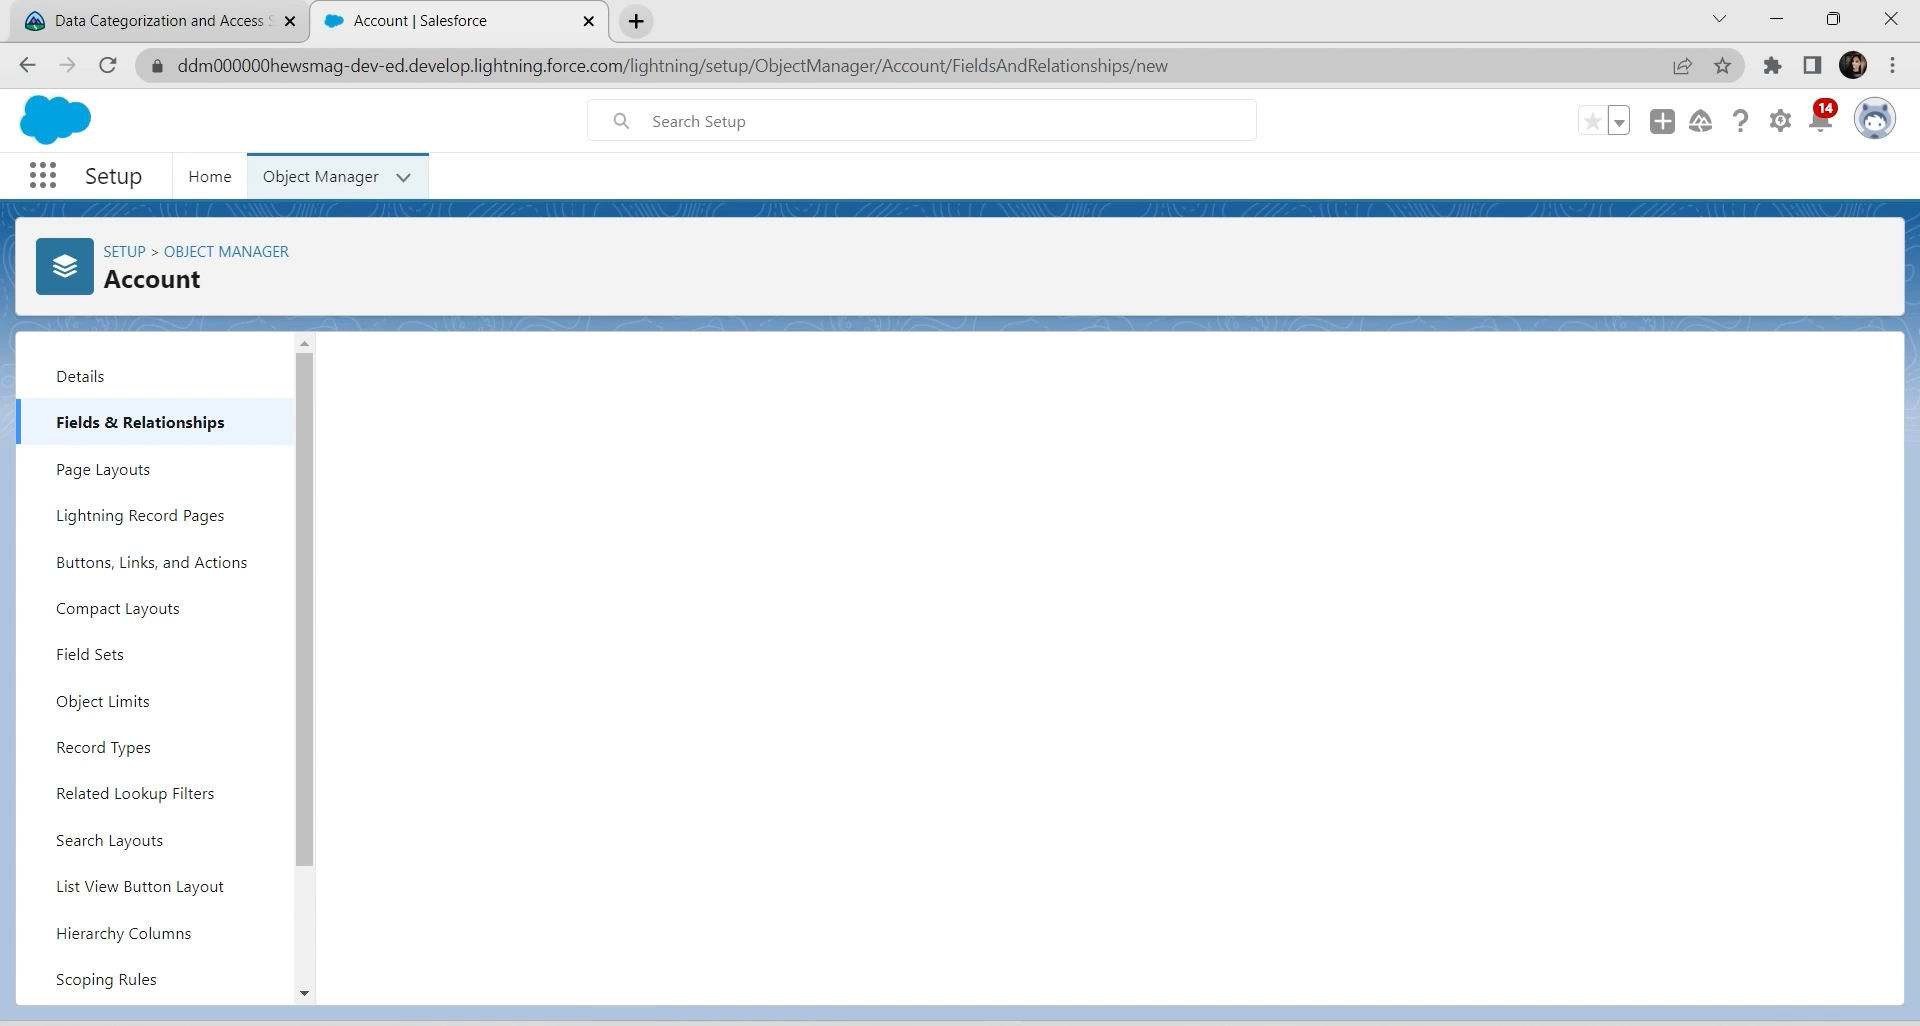 Data Categorization and Access
Account | Salesforce
ddm000000hewsmag-dev-ed.develop.lightning.force.com/lightning/setup/ObjectManager/Account/FieldsAndRelationships/new
Search Setup
14
Setup
Home
Object Manager
SETUP > OBJECT MANAGER
Account
Details
Fields & Relationships
Page Layouts
Lightning Record Pages
Buttons, Links, and Actions
Compact Layouts
Field Sets
Object Limits
Record Types
Related Lookup Filters
Search Layouts
List View Button Layout
Hierarchy Columns
Scoping Rules